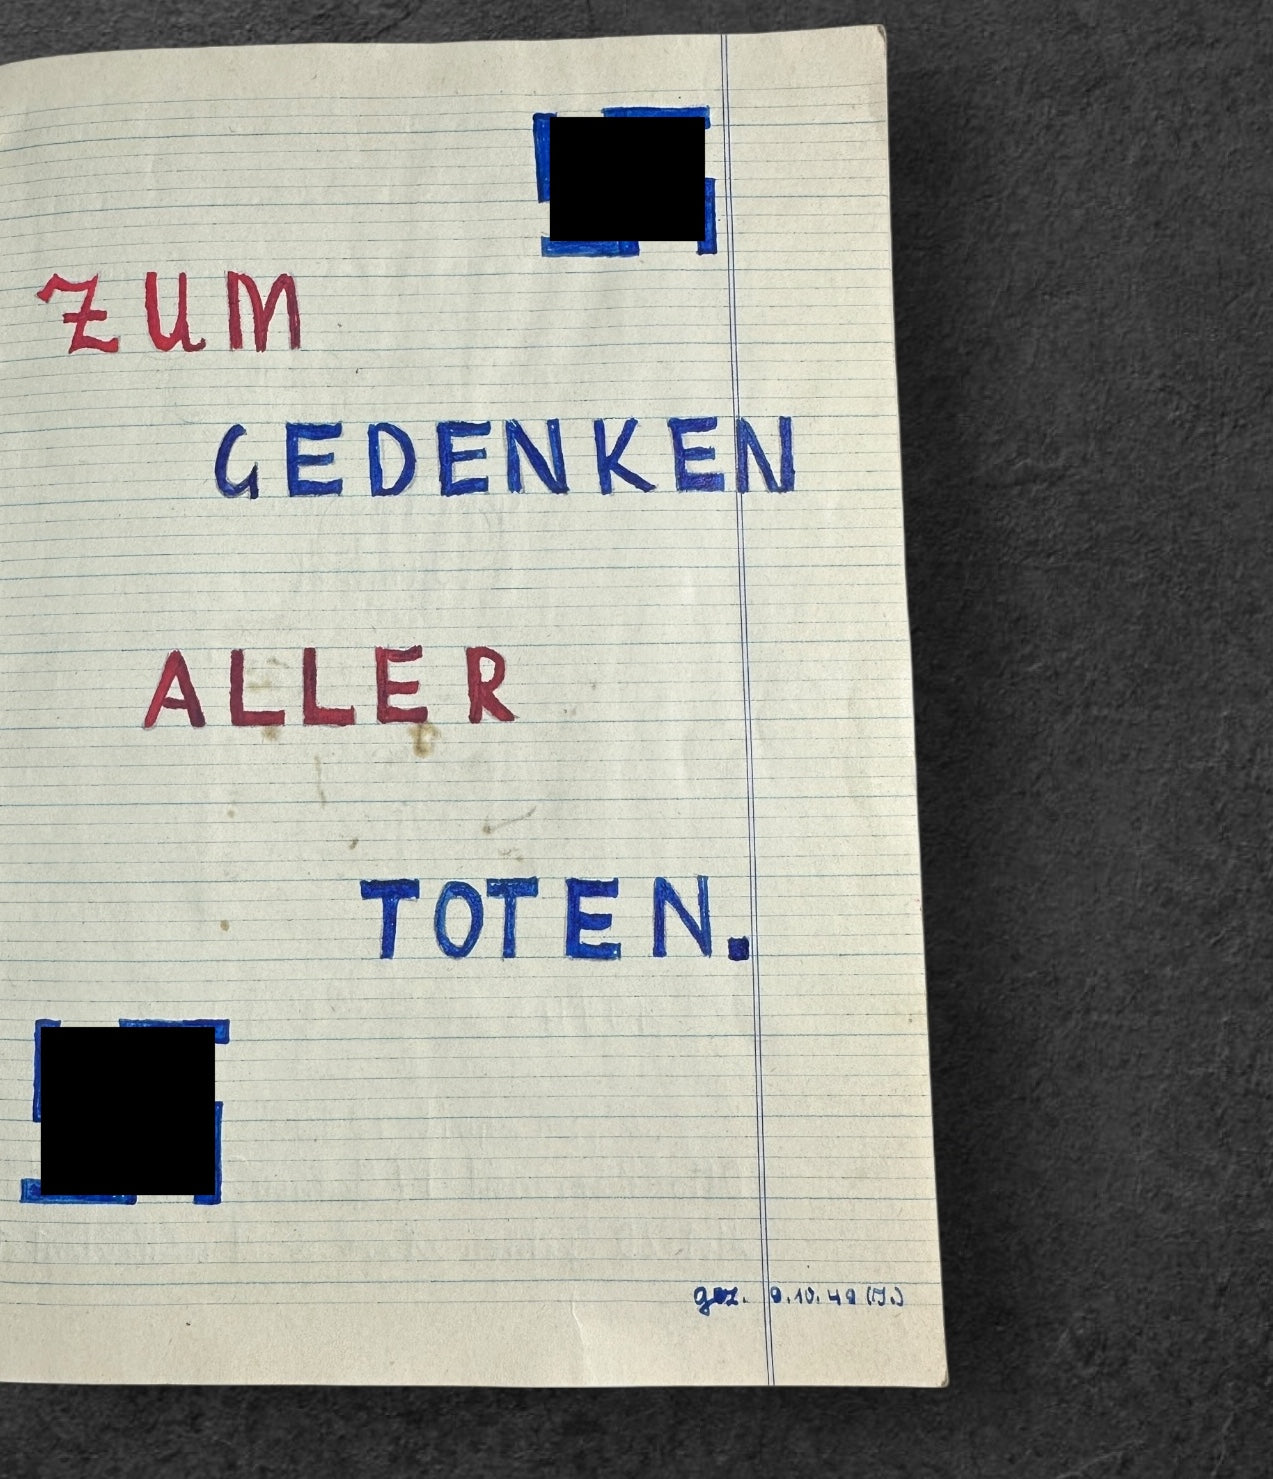 ZUM
GEDENKEN
ALLER
TOTEN.
gez. 9.10.49 (J.)